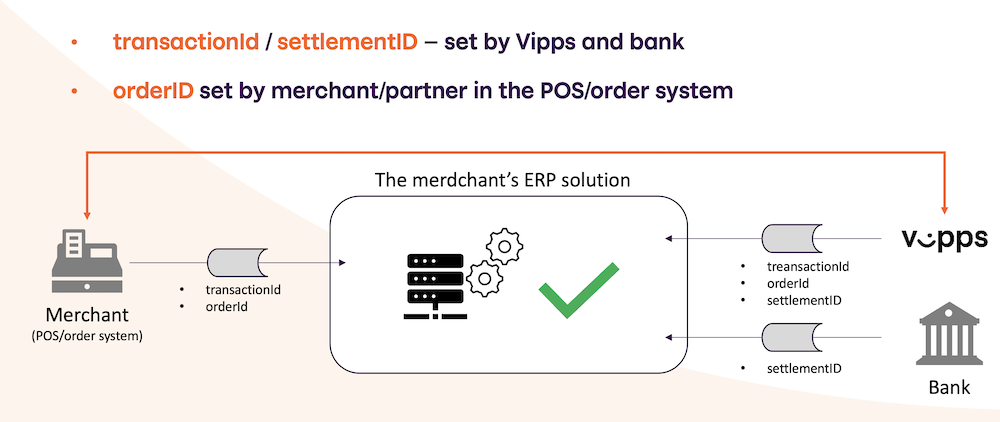 • transactionId / settlementID – set by Vipps and bank
• orderID set by merchant/partner in the POS/order system
The merdchant's ERP solution
Merchant
(POS/order system)
• transactionId
• orderId
vipps
• treansactionId
• orderId
• settlementID
• settlementID
Bank